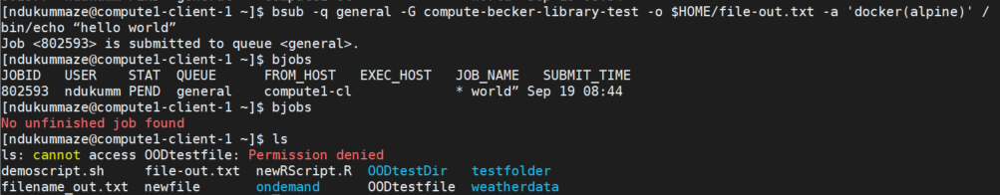 [ndukummaze@compute1-client-1 ~]$ bsub -q general -G compute-becker-library-test -o $HOME/file-out.txt -a 'docker(alpine)' /
bin/echo “hello world”
Job <802593> is submitted to queue <general>.
[ndukummaze@compute1-client-1 ~]$ bjobs
JOBID   USER    STAT  QUEUE      FROM_HOST   EXEC_HOST   JOB_NAME   SUBMIT_TIME
802593  ndukumm PEND  general    compute1-cl             * world” Sep 19 08:44
[ndukummaze@compute1-client-1 ~]$ bjobs
No unfinished job found
[ndukummaze@compute1-client-1 ~]$ ls
ls: cannot access OODtestfile: Permission denied
demoscript.sh     file-out.txt  newRScript.R  OODtestDir   testfolder
filename_out.txt  newfile       ondemand      OODtestfile  weatherdata